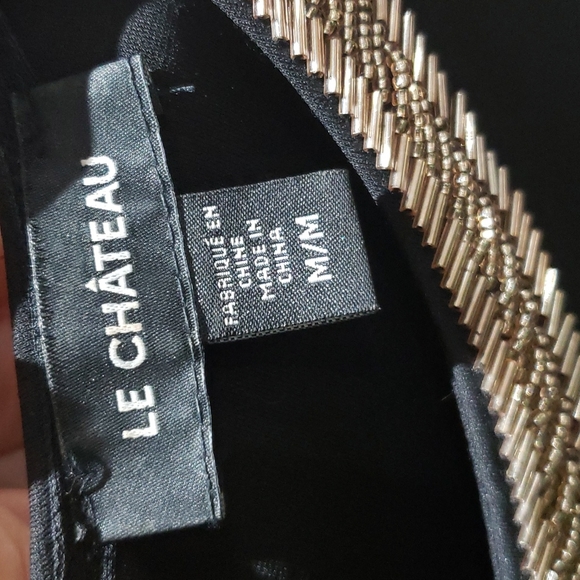 LE CHÂTEAU
FABRIQUÉ EN
CHINE
MADE IN
CHINA
M/M